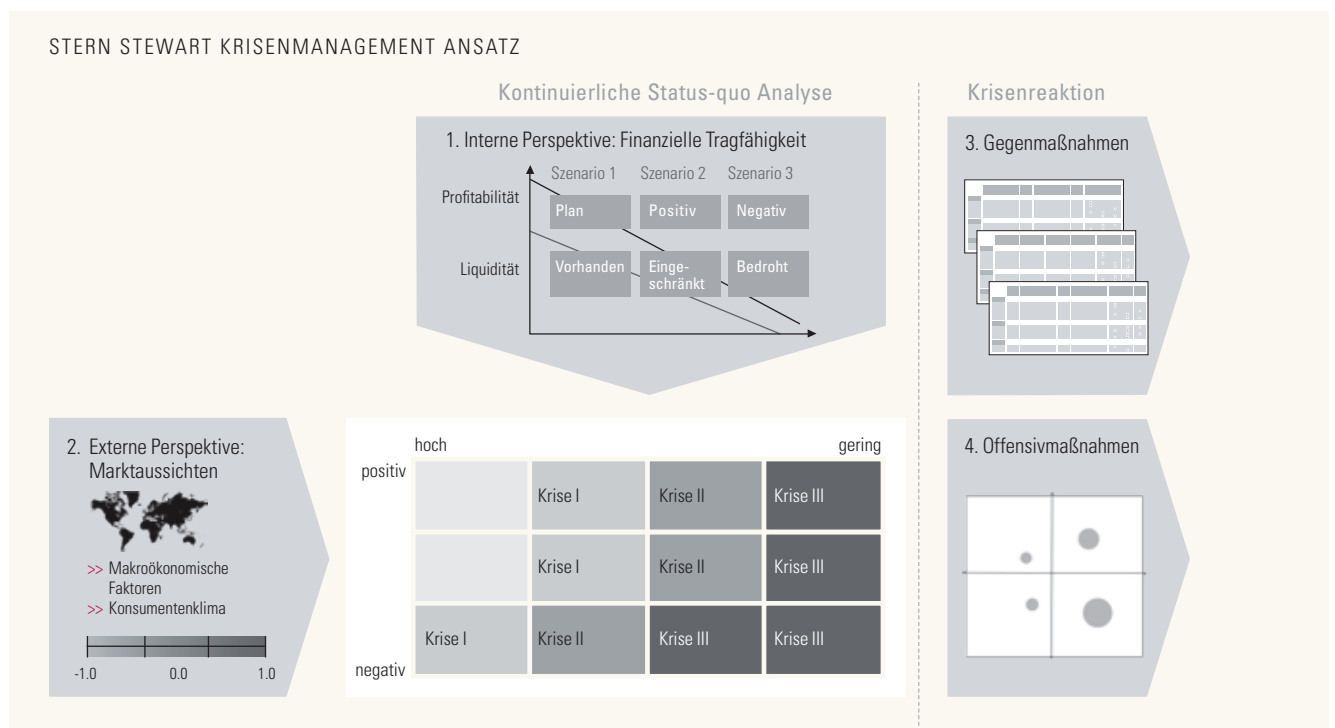 STERN STEWART KRISENMANAGEMENT ANSATZ
Kontinuierliche Status-quo Analyse
Krisenreaktion
1. Interne Perspektive: Finanzielle Tragfähigkeit
Szenario 1 Szenario 2 Szenario 3
Profitabilität
Plan Positiv Negativ
Liquidität
Vorhanden Einge-
schränkt Bedroht
3. Gegenmaßnahmen
2. Externe Perspektive:
Marktaussichten
>> Makroökonomische
Faktoren
>> Konsumentenklima
-1.0 0.0 1.0
hoch gering
positiv
Krise I Krise II Krise III
Krise I Krise II Krise III
Krise I Krise II Krise III Krise III
negativ
4. Offensivmaßnahmen